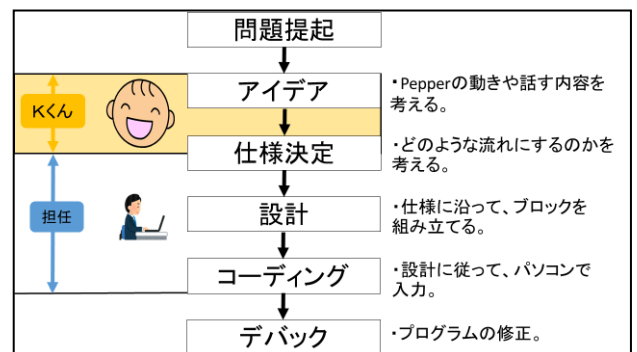 問題提起
アイデア
・Pepperの動きや話す内容を
考える。
Kくん
仕様決定
・どのような流れにするのかを
考える。
担任
設計
・仕様に沿って、ブロックを
組み立てる。
コーディング
・設計に従って、パソコンで
入力。
デバック
・プログラムの修正。